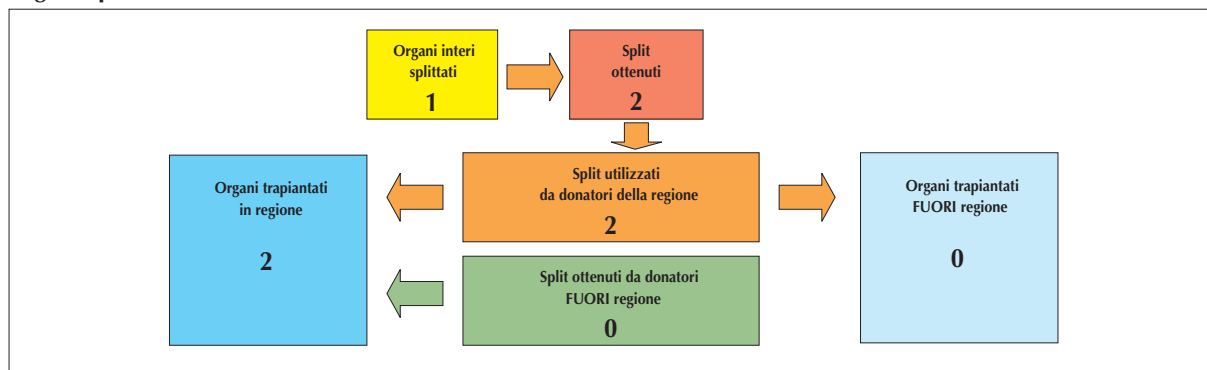 Organi interi
splittati
1
Split
ottenuti
2
Organi trapiantati
in regione
2
Split utilizzati
da donatori della regione
2
Organi trapiantati
FUORI regione
0
Split ottenuti da donatori
FUORI regione
0